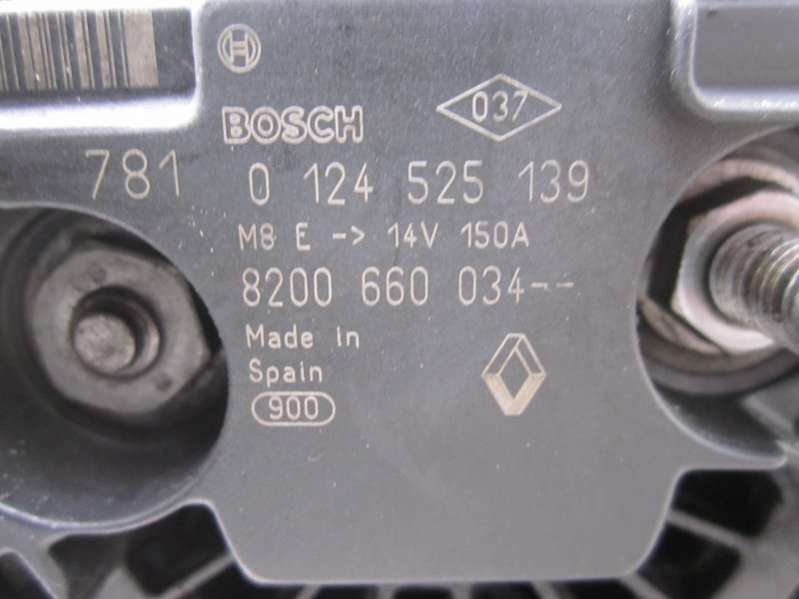 BOSCH
037
781 0 124 525 139
M8 E -> 14V 150A
8200 660 034--
Made in
Spain
900